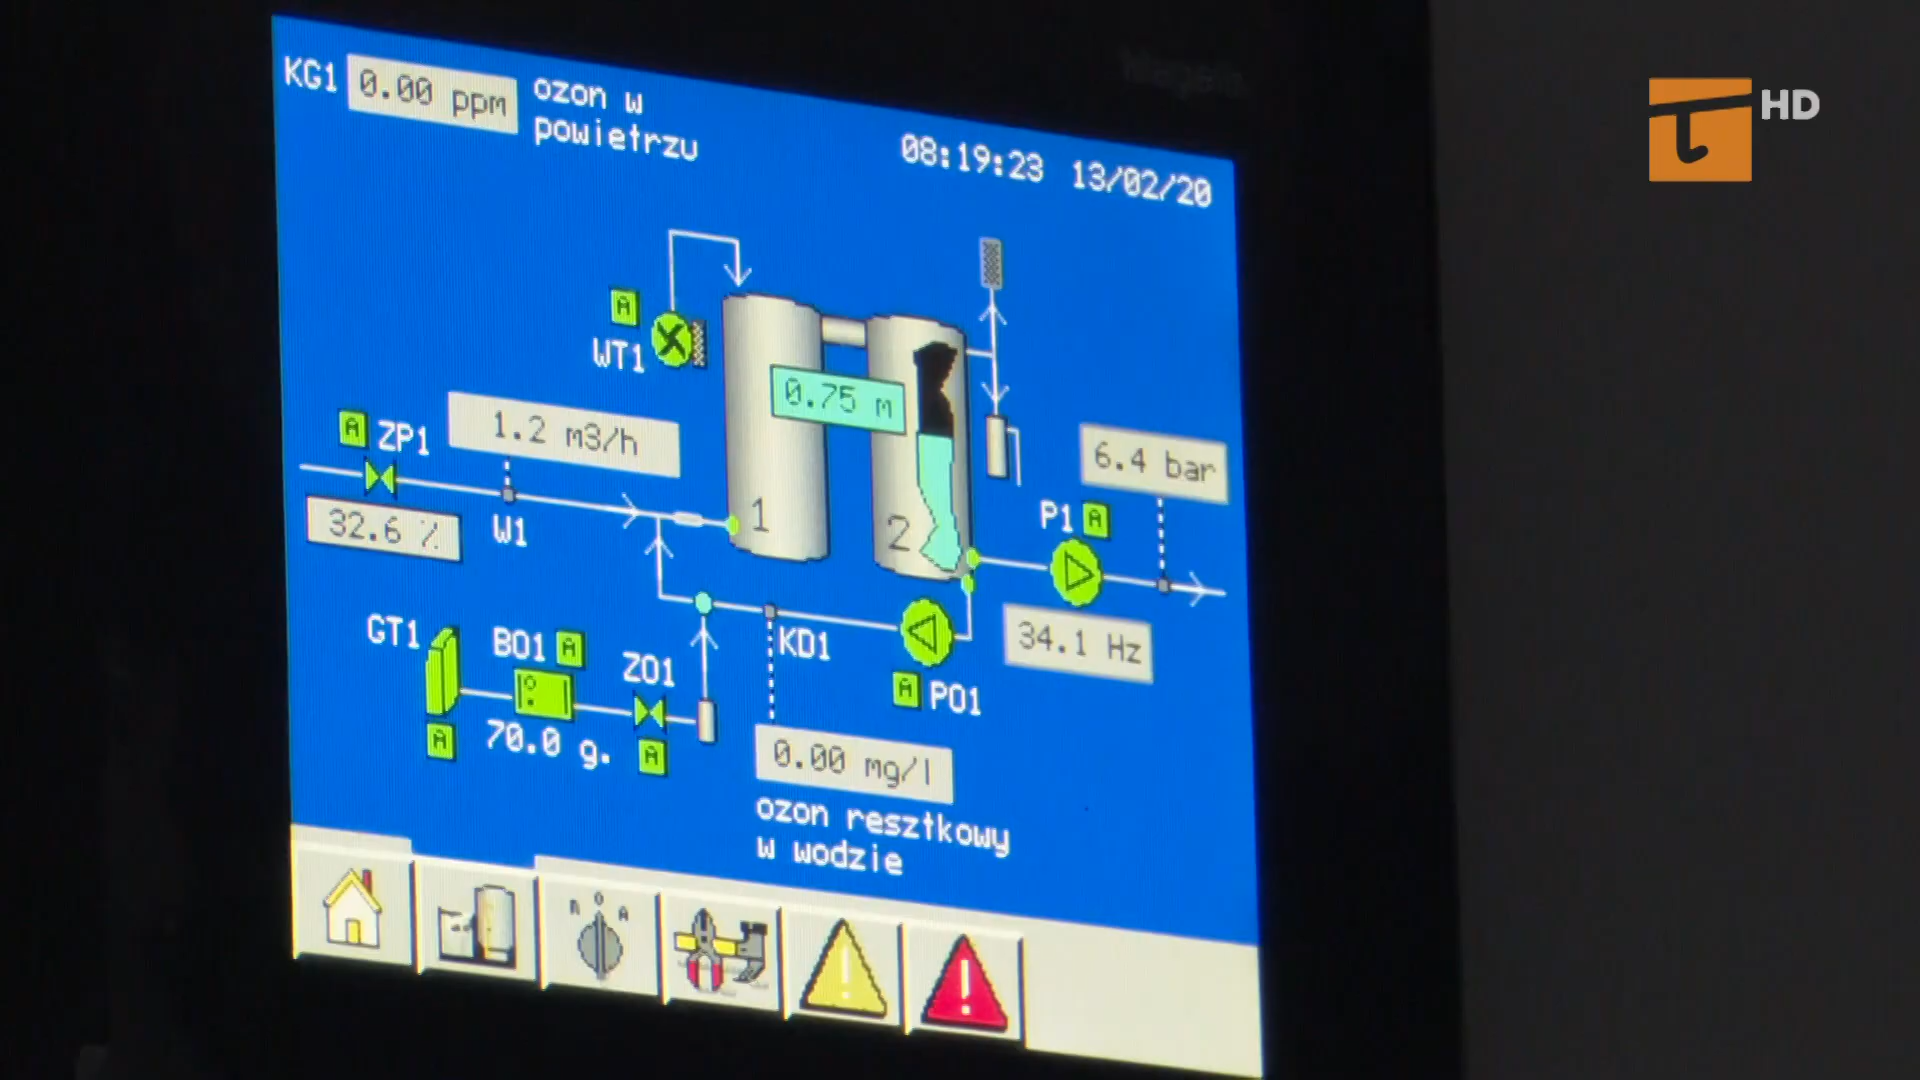 KG1 0.00 ppm ozon w
powietrzu
08:19:23 13/02/20
HD
A
WT1
0.75 m
A ZP1 1.2 m3/h
6.4 bar
32.6 % W1
1
2
P1 A
34.1 Hz
GT1 BO1 A ZO1
KD1
A PO1
A 70.0 g. A
0.00 mg/l
ozon resztkowy
w wodzie